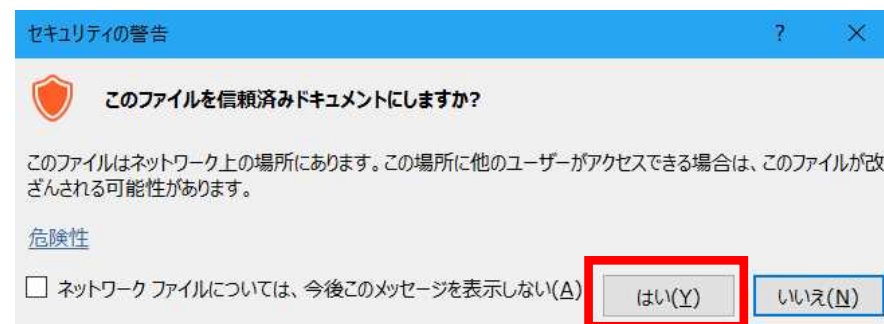 セキュリティの警告 ?
このファイルを信頼済みドキュメントにしますか?
このファイルはネットワーク上の場所にあります。この場所に他のユーザーがアクセスできる場合は、このファイルが改
ざんされる可能性があります。
危険性
ネットワーク ファイルについては、今後このメッセージを表示しない(A) はい(Y) いいえ(N)